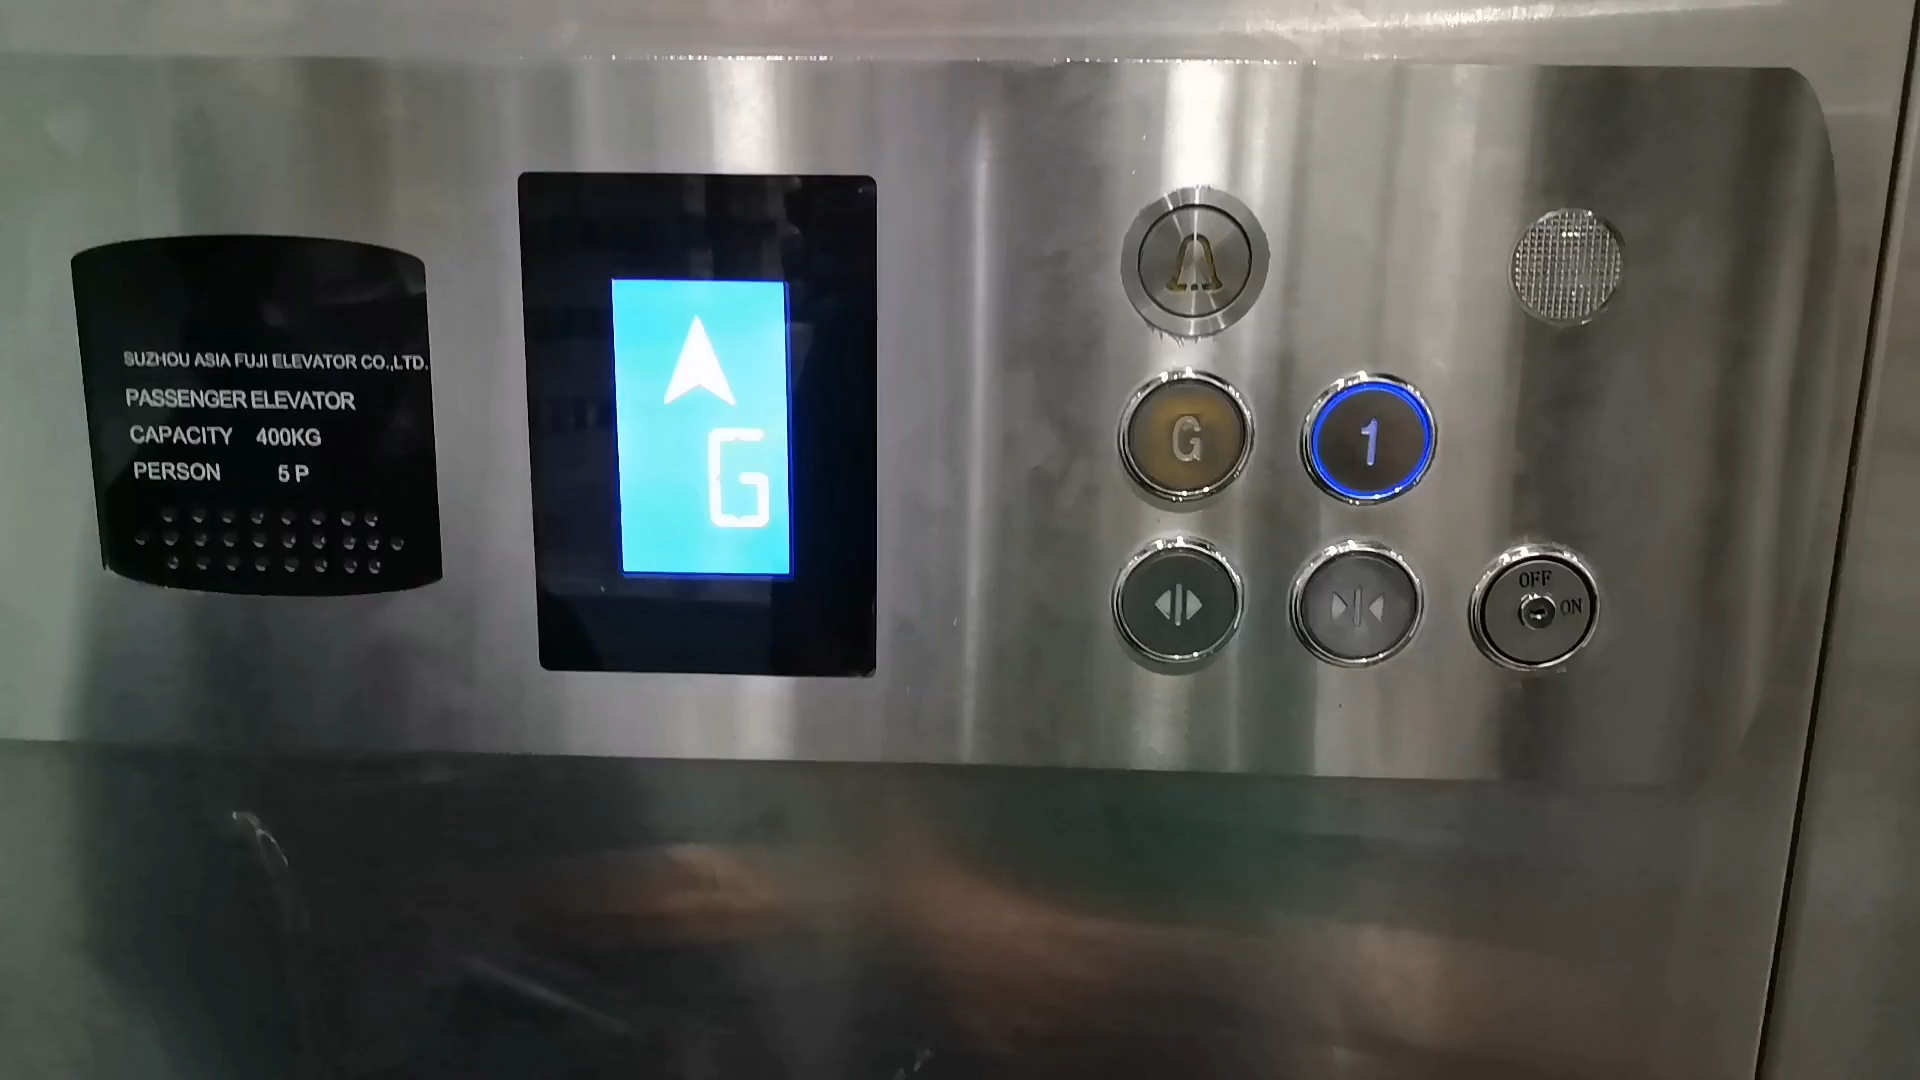 SUZHOU ASIA FUJI ELEVATOR CO.,LTD.
PASSENGER ELEVATOR
CAPACITY 400KG
PERSON 5 P
G
G
1
OFF
ON